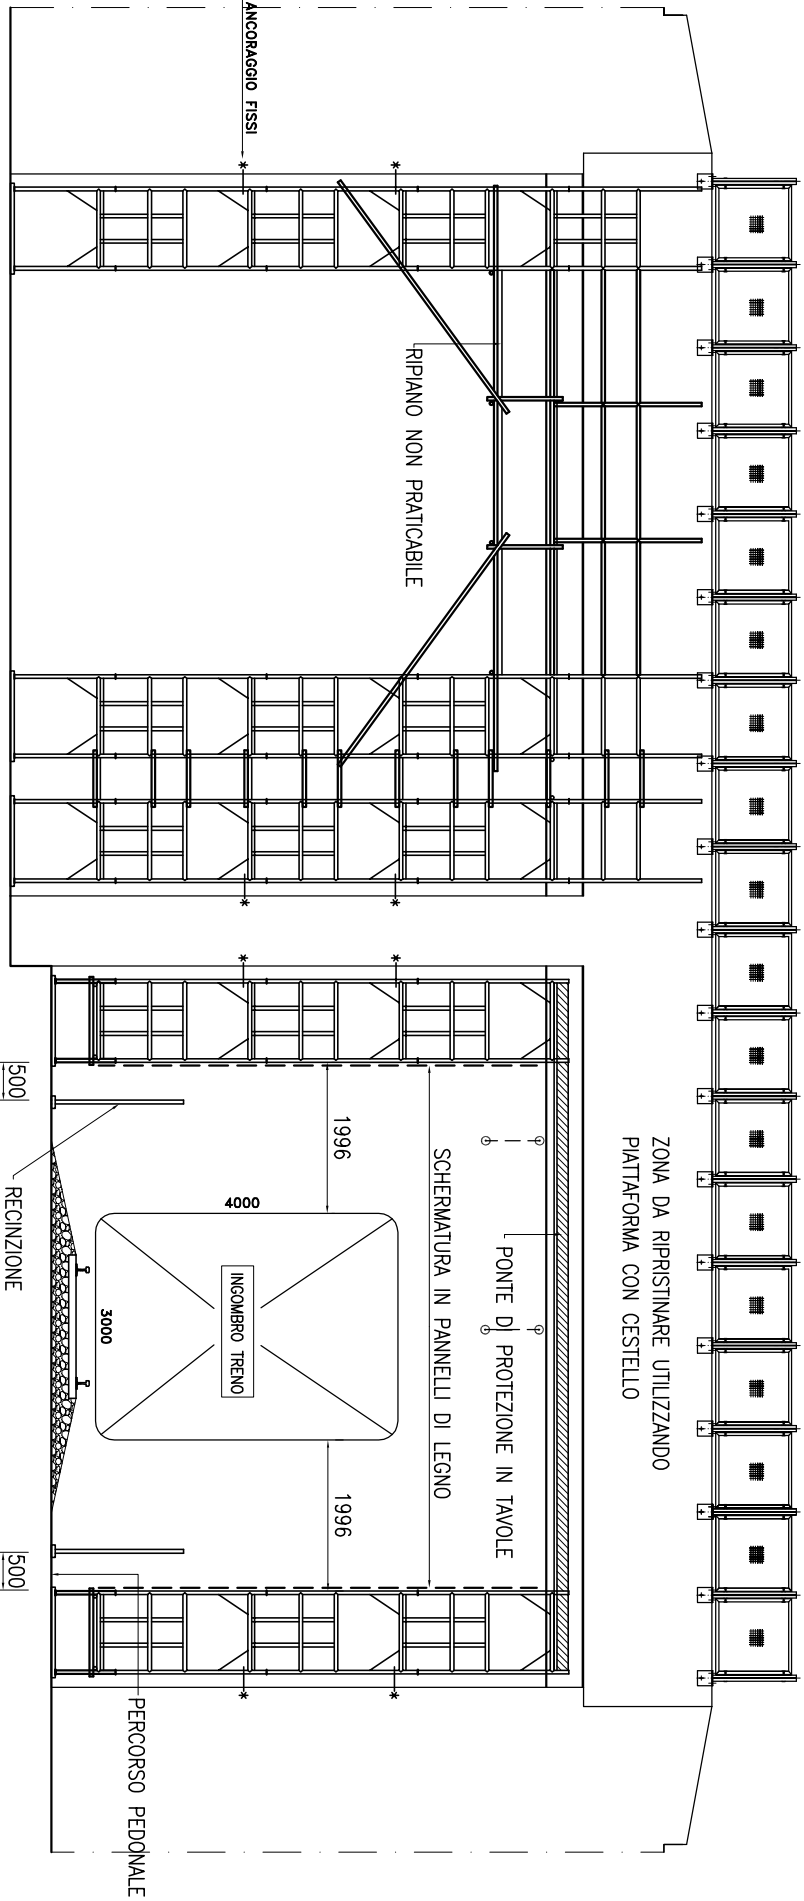 ANCORAGGIO FISSI
RIPIANO NON PRATICABILE
ZONA DA RIPRISTINARE UTILIZZANDO
PIATTAFORMA CON CESTELLO
PONTE DI PROTEZIONE IN TAVOLE
SCHERMATURA IN PANNELLI DI LEGNO
1996
1996
4000
INGOMBRO TRENO
3000
500
500
RECINZIONE
PERCORSO PEDONALE